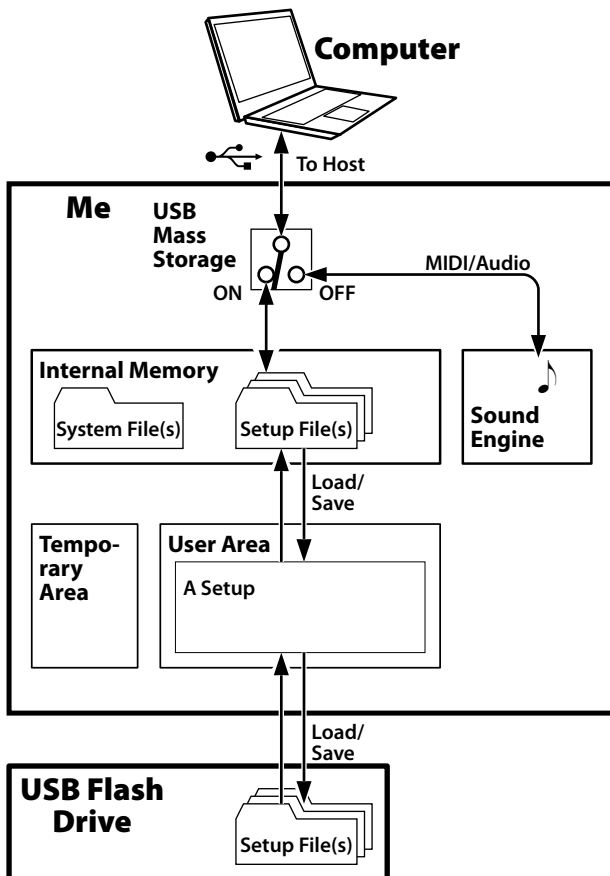 Computer
To Host
Me
USB
Mass
Storage
MIDI/Audio
ON
OFF
Internal Memory
System File(s)
Setup File(s)
Sound
Engine
Load/
Save
Tempo-
rary
Area
User Area
A Setup
Load/
Save
USB Flash
Drive
Setup File(s)